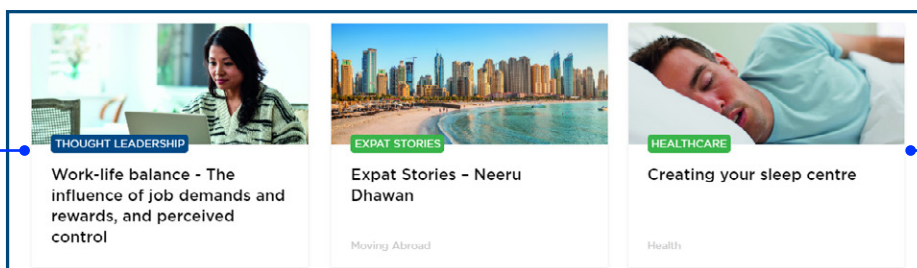 THOUGHT LEADERSHIP
Work-life balance - The
influence of job demands and
rewards, and perceived
control
EXPAT STORIES
Expat Stories – Neeru
Dhawan
Moving Abroad
HEALTHCARE
Creating your sleep centre
Health